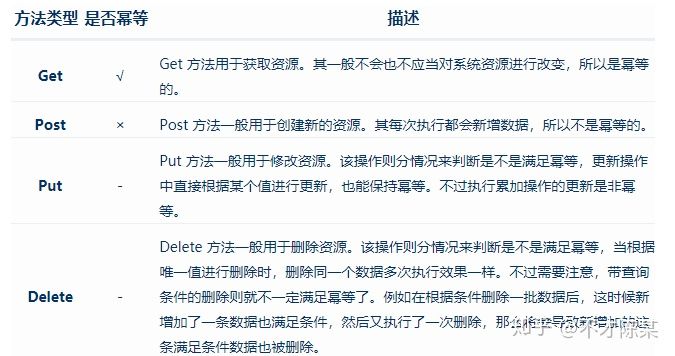 方法类型 是否幂等 描述
Get √ Get 方法用于获取资源。其一般不会也不应当对系统资源进行改变，所以是幂等
的。
Post × Post 方法一般用于创建新的资源。其每次执行都会新增数据，所以不是幂等的。
Put 方法一般用于修改资源。该操作则分情况来判断是不是满足幂等，更新操作
Put - 中直接根据某个值进行更新，也能保持幂等。不过执行累加操作的更新是非幂
等。
Delete 方法一般用于删除资源。该操作则分情况来判断是不是满足幂等，当根据
唯一值进行删除时，删除同一个数据多次执行效果一样。不过需要注意，带查询
Delete - 条件的删除则就不一定满足幂等了。例如在根据条件删除一批数据后，这时候新
增加了一条数据也满足条件，然后又执行了一次删除，那么将会导致新增加的这
条满足条件数据也被删除。
知乎 @不才陈某